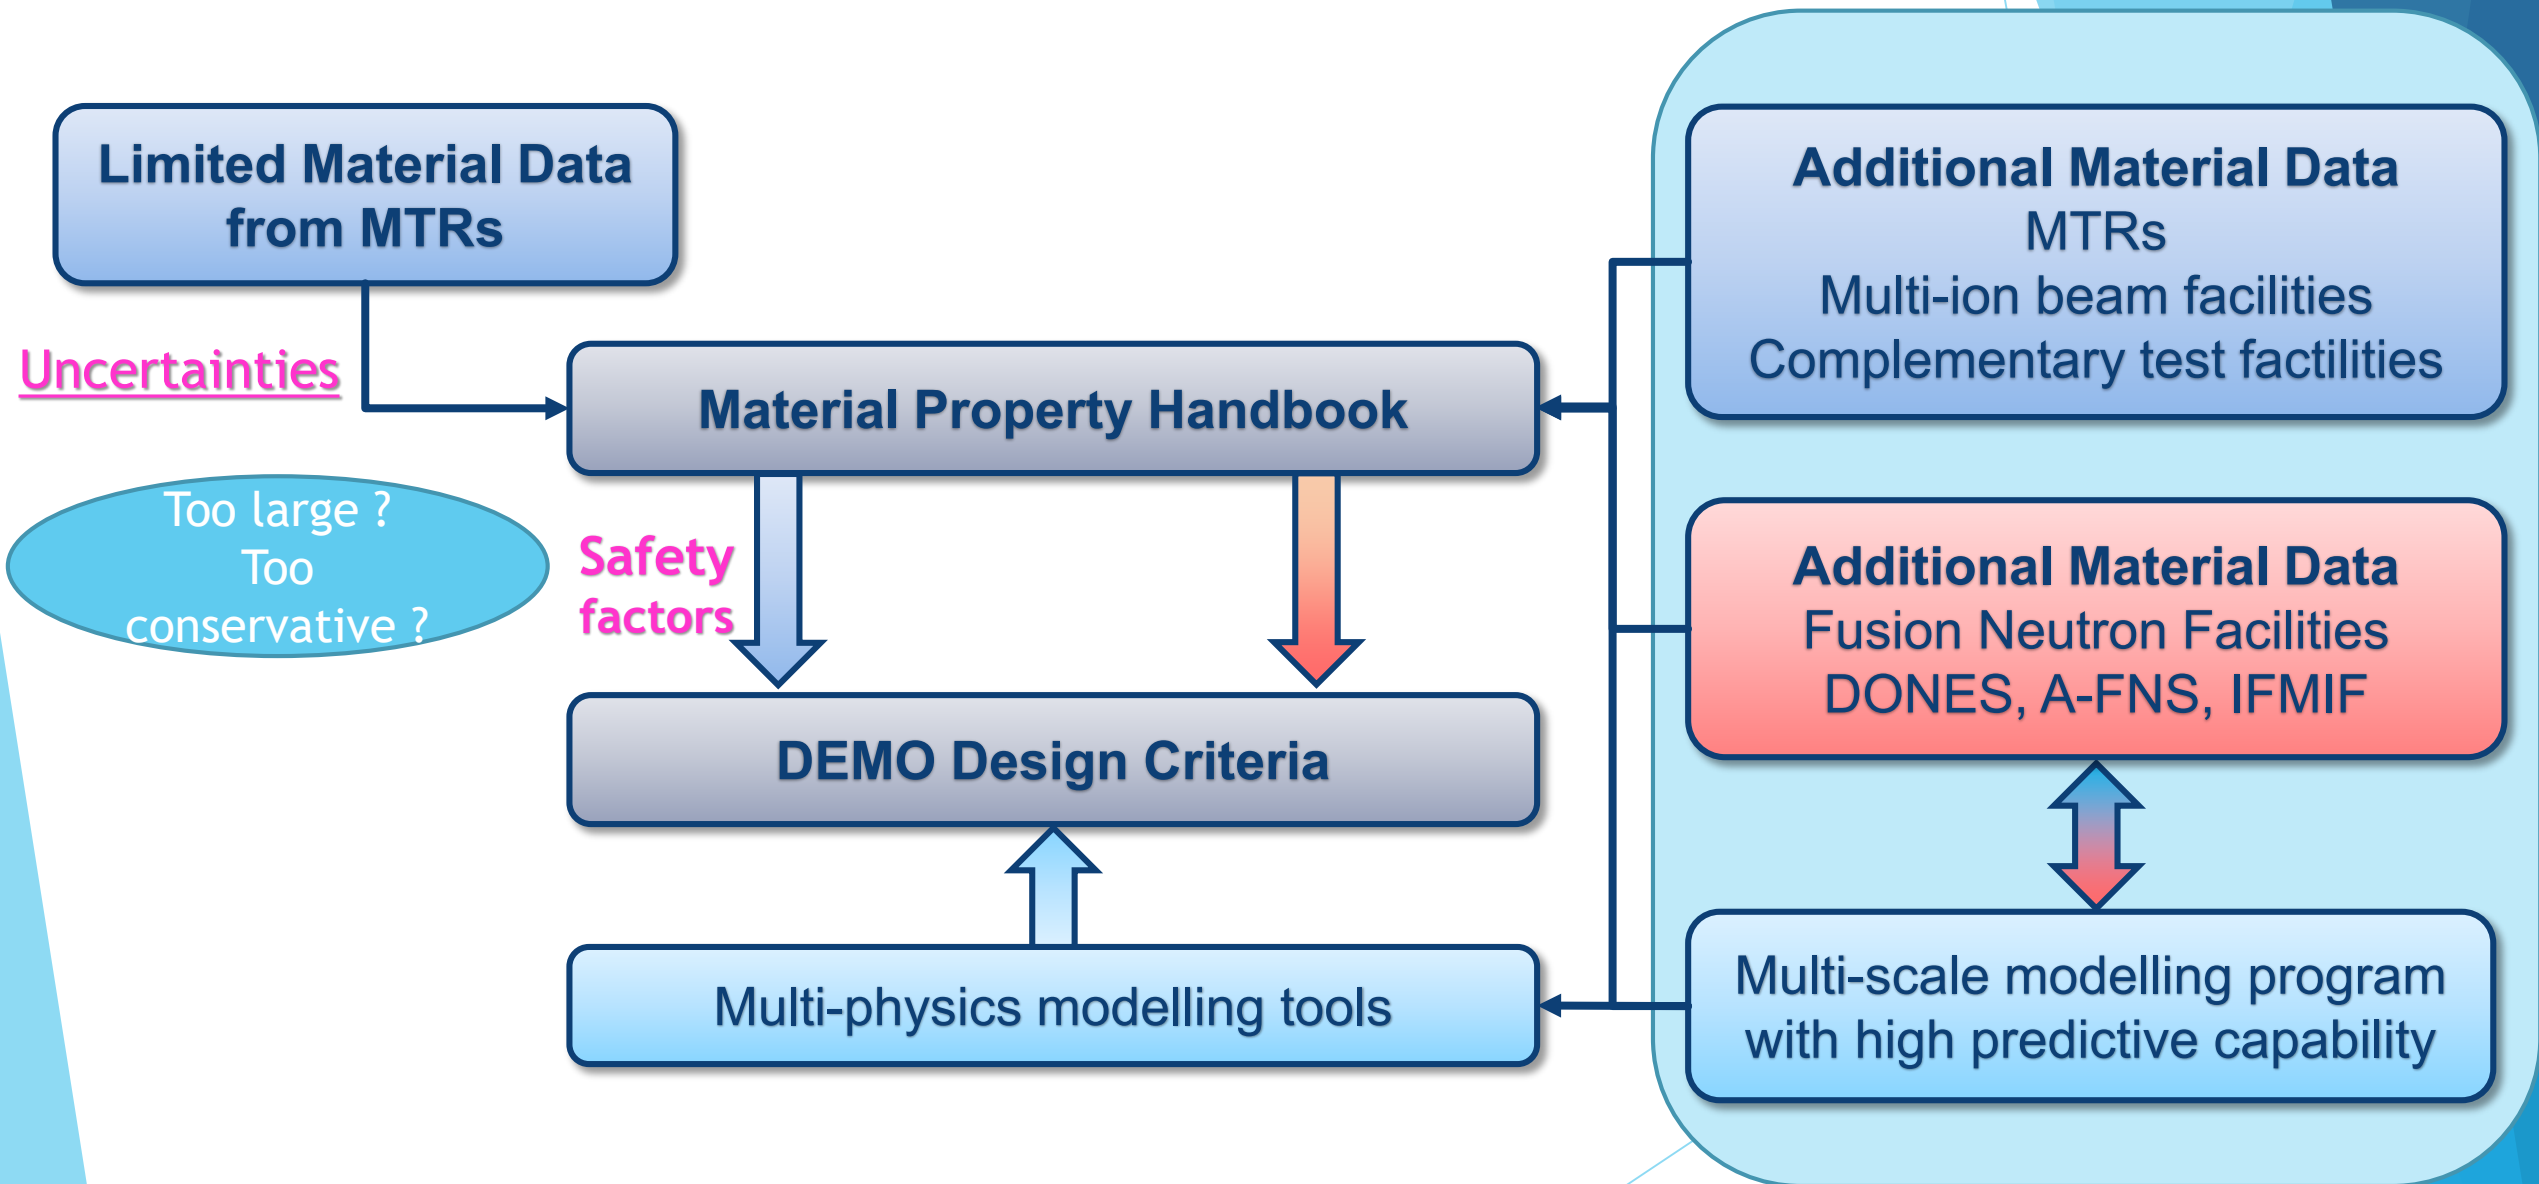 Limited Material Data
from MTRs
Uncertainties
Too large ?
Too
conservative ?
Material Property Handbook
Safety
factors
DEMO Design Criteria
Multi-physics modelling tools
Additional Material Data
MTRs
Multi-ion beam facilities
Complementary test factilities
Additional Material Data
Fusion Neutron Facilities
DONES, A-FNS, IFMIF
Multi-scale modelling program
with high predictive capability